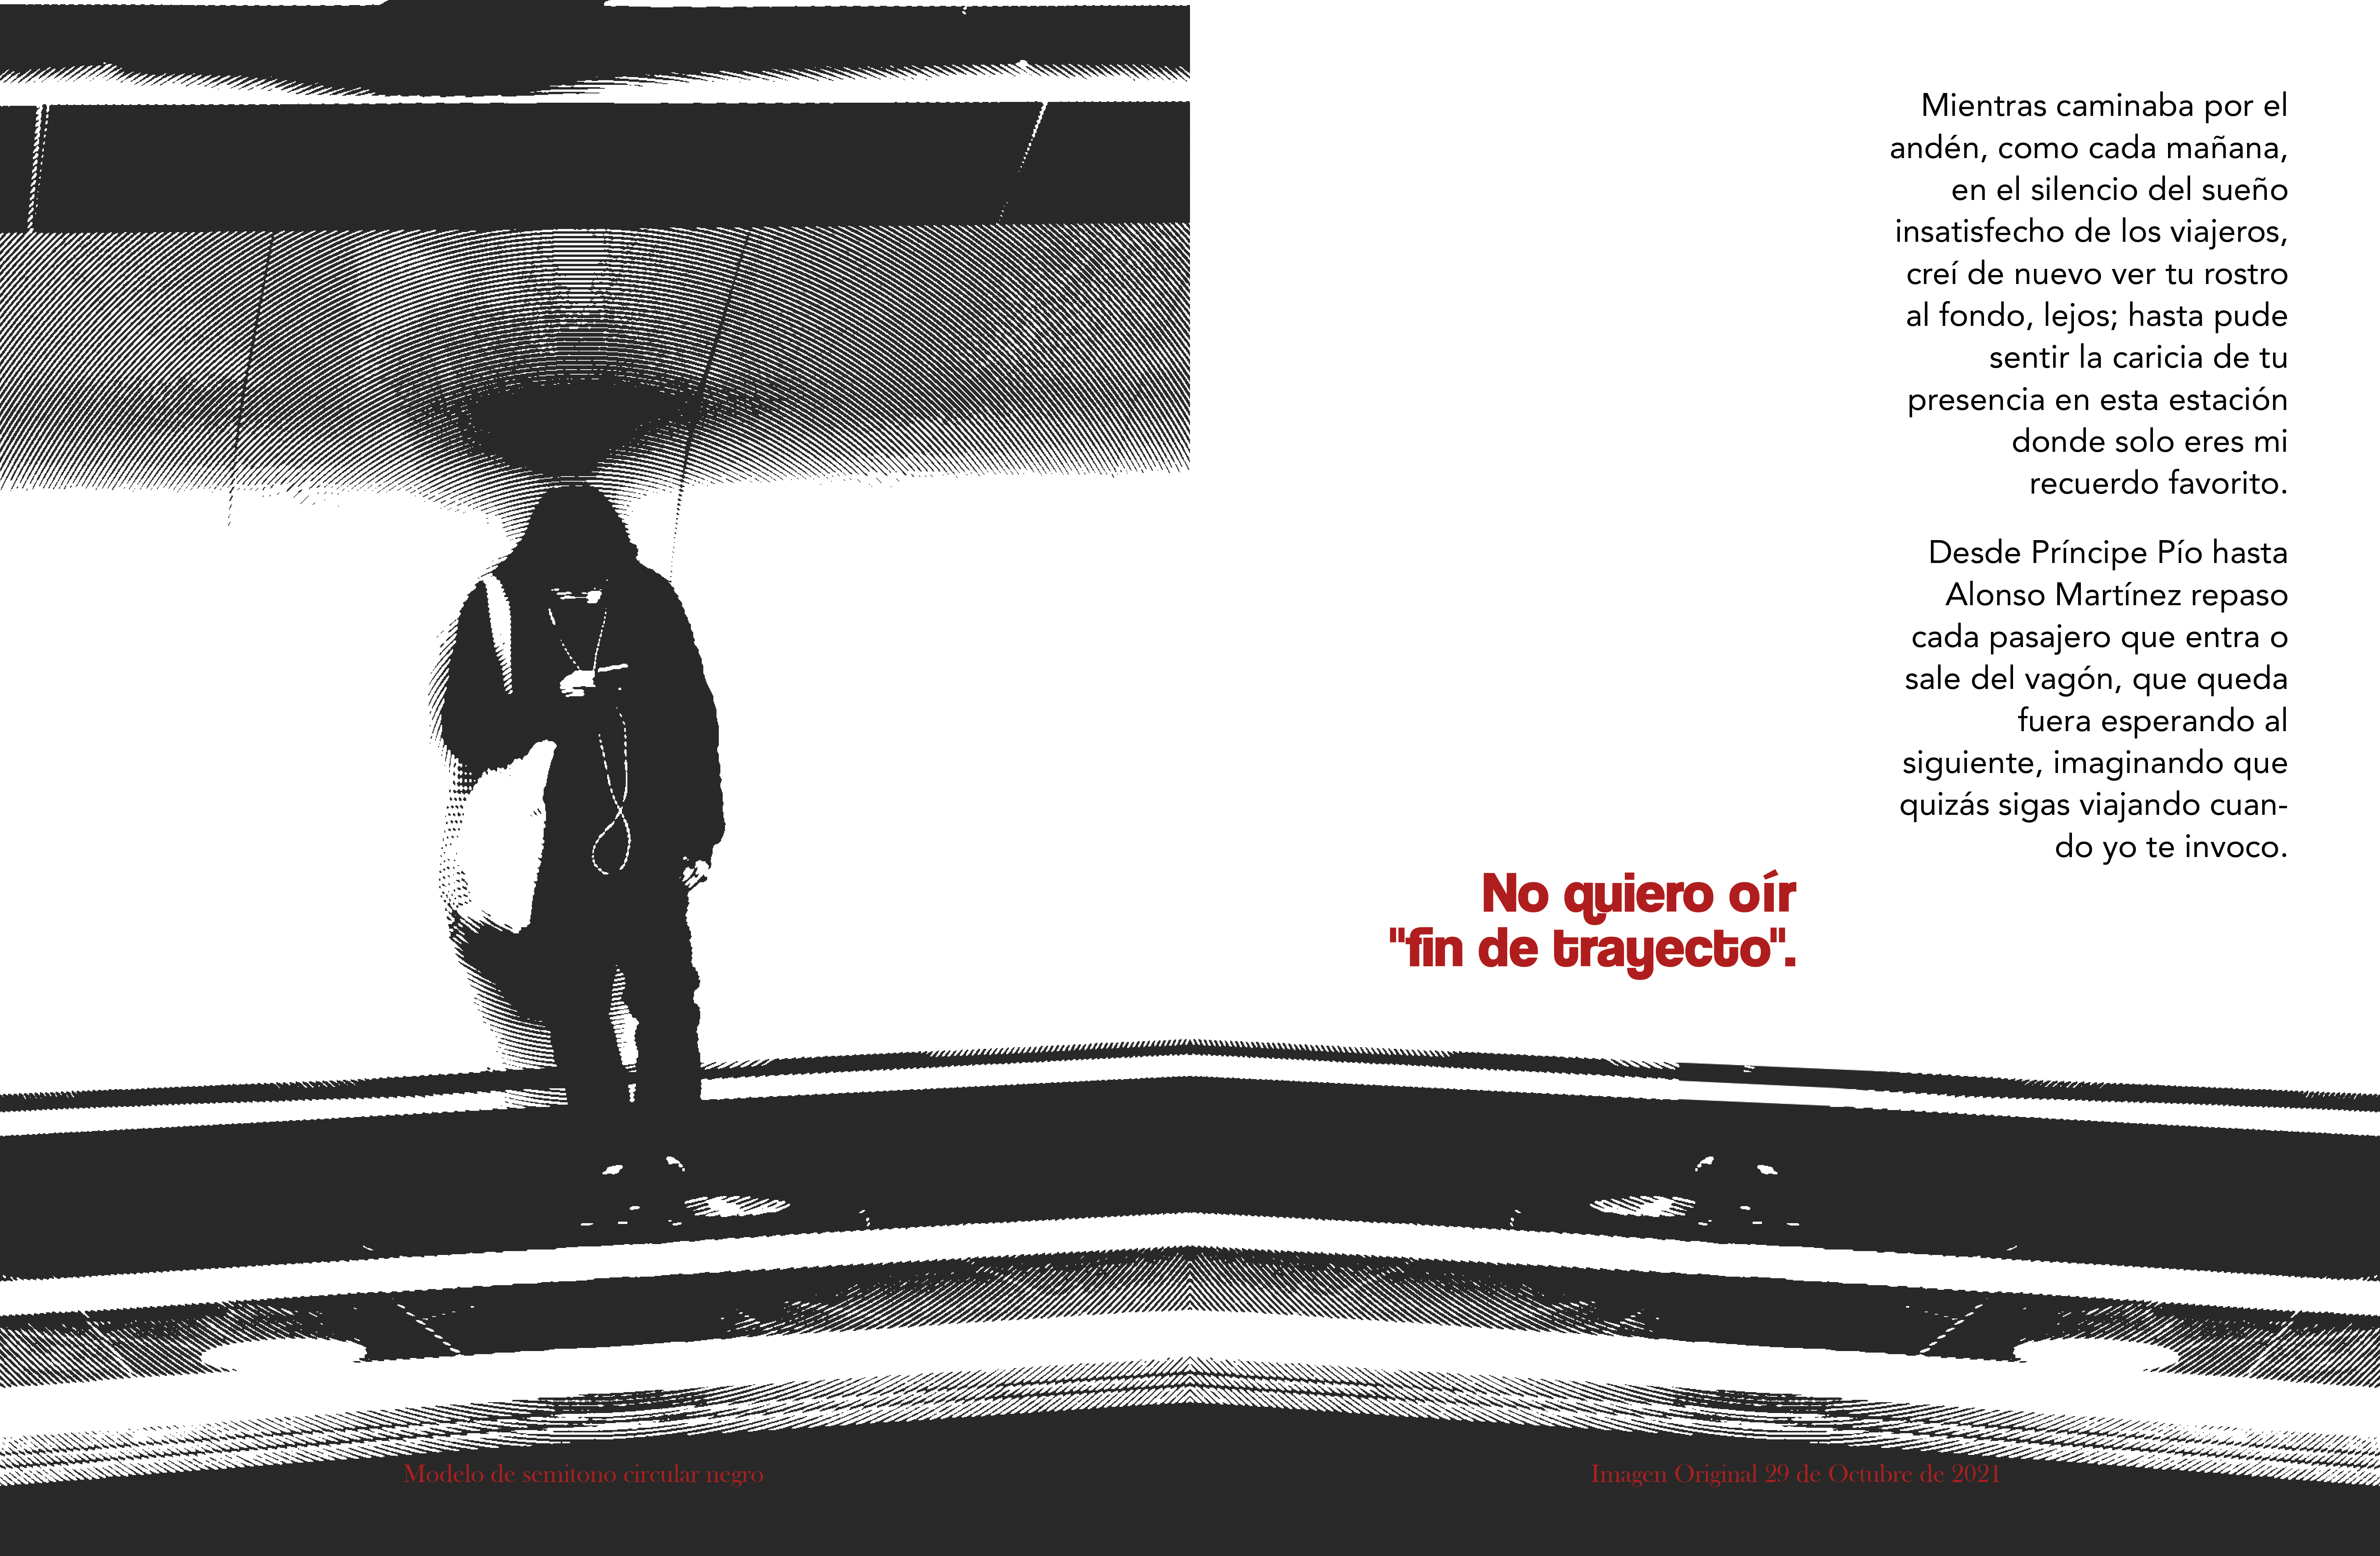 Mientras caminaba por el
andén, como cada mañana,
en el silencio del sueño
insatisfecho de los viajeros,
creí de nuevo ver tu rostro
al fondo, lejos; hasta pude
sentir la caricia de tu
presencia en esta estación
donde solo eres mi
recuerdo favorito.
Desde Príncipe Pío hasta
Alonso Martínez repaso
cada pasajero que entra o
sale del vagón, que queda
fuera esperando al
siguiente, imaginando que
quizás sigas viajando cuan-
do yo te invoco.
No quiero oír
"fin de trayecto".
Modelo de semitono circular negro
Imagen Original 29 de Octubre de 2021